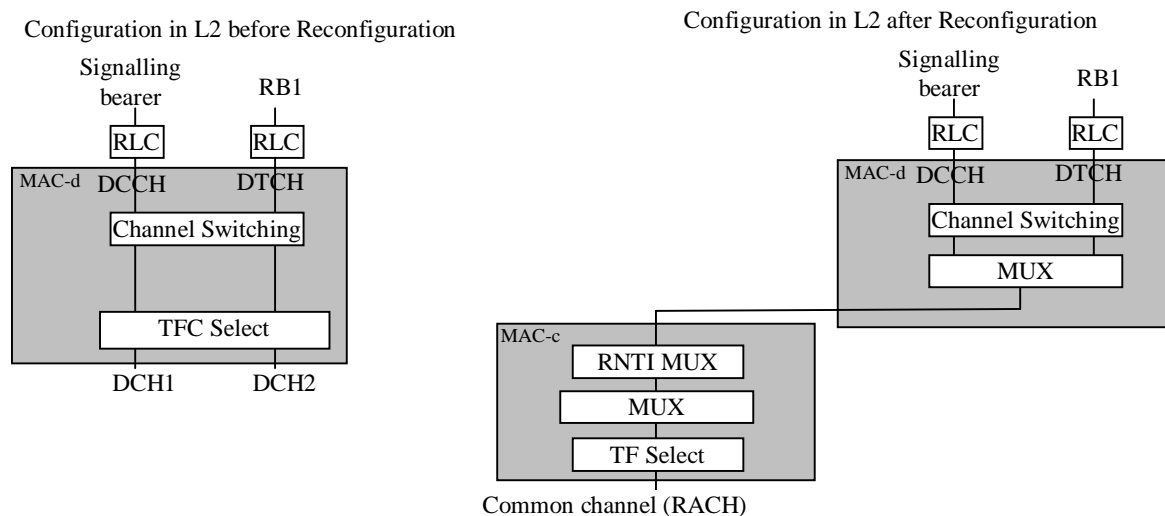 Configuration in L2 before Reconfiguration
Signalling
bearer
RB1
RLC
RLC
MAC-d
DCCH
DTCH
Channel Switching
TFC Select
DCH1
DCH2
Configuration in L2 after Reconfiguration
Signalling
bearer
RB1
RLC
RLC
MAC-d
DCCH
DTCH
Channel Switching
MUX
MAC-c
RNTI MUX
MUX
TF Select
Common channel (RACH)